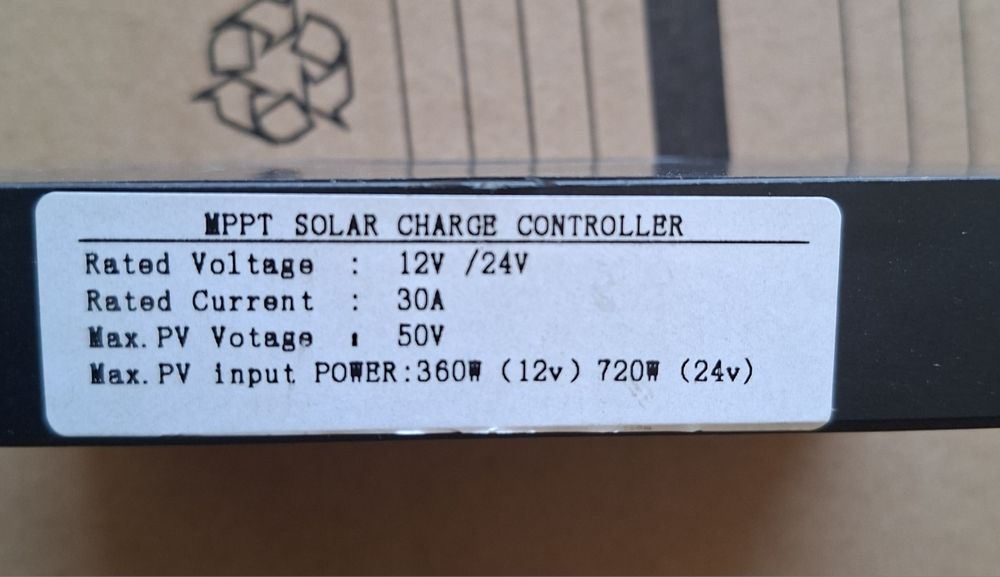 MPPT SOLAR CHARGE CONTROLLER
Rated Voltage : 12V /24V
Rated Current : 30A
Max. PV Votage : 50V
Max. PV input POWER:360W (12v) 720W (24v)